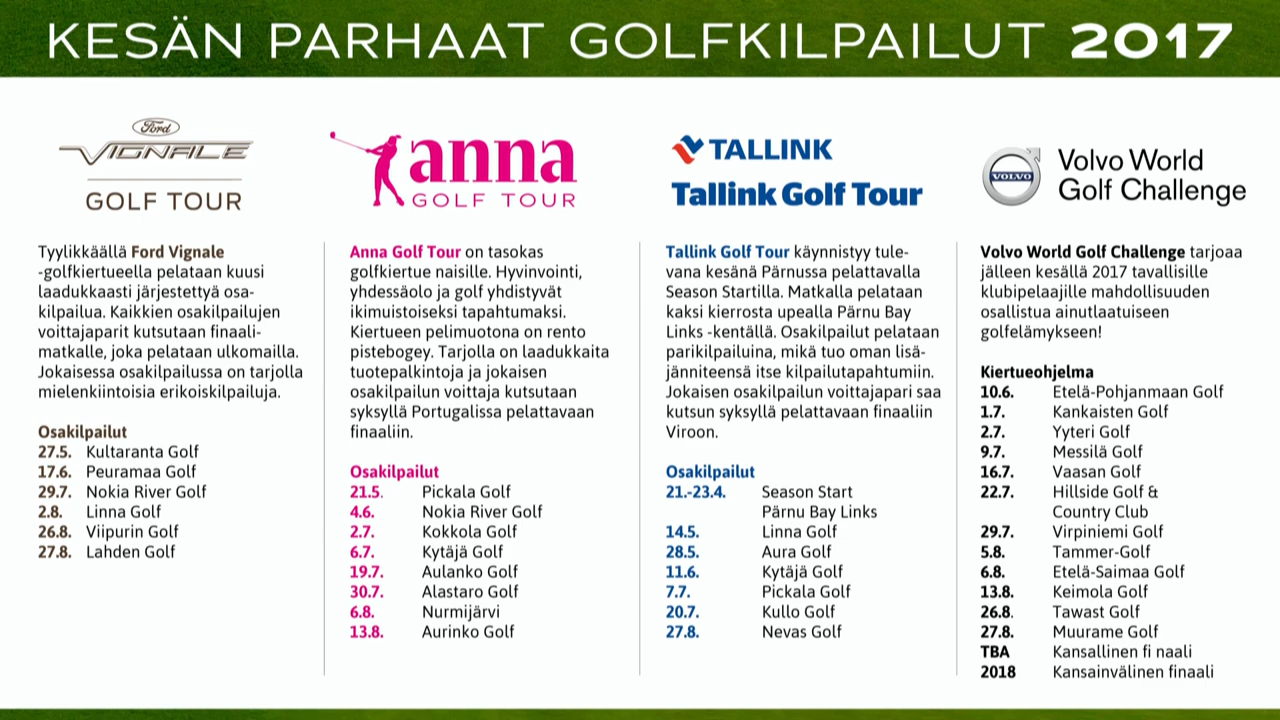 KESÄN PARHAAT GOLFKILPAILUT 2017
Ford
VIGNALE
GOLF TOUR
Tyylikkäällä Ford Vignale
-golfkiertueella pelataan kuusi
laadukkaasti järjestettyä osa-
kilpailua. Kaikkien osakilpailujen
voittajaparit kutsutaan finaali-
matkalle, joka pelataan ulkomailla.
Jokaisessa osakilpailussa on tarjolla
mielenkiintoisia erikoiskilpailuja.
Osakilpailut
27.5. Kultaranta Golf
17.6. Peuramaa Golf
29.7. Nokia River Golf
2.8. Linna Golf
26.8. Viipurin Golf
27.8. Lahden Golf
anna
GOLF TOUR
Anna Golf Tour on tasokas
golfkiertue naisille. Hyvinvointi,
yhdessäolo ja golf yhdistyvät
ikimuistoiseksi tapahtumaksi.
Kiertueen pelimuotona on rento
pistebogey. Tarjolla on laadukkaita
tuotepalkintoja ja jokaisen
osakilpailun voittaja kutsutaan
syksyllä Portugalissa pelattavaan
finaaliin.
Osakilpailut
21.5. Pickala Golf
4.6. Nokia River Golf
2.7. Kokkola Golf
6.7. Kytäjä Golf
19.7. Aulanko Golf
30.7. Alastaro Golf
6.8. Nurmijärvi
13.8. Aurinko Golf
TALLINK
Tallink Golf Tour
Tallink Golf Tour käynnistyy tule-
vana kesänä Pärnussa pelattavalla
Season Startilla. Matkalla pelataan
kaksi kierrosta upealla Pärnu Bay
Links -kentällä. Osakilpailut pelataan
parikilpailuina, mikä tuo oman lisä-
jänniteensä itse kilpailutapahtumiin.
Jokaisen osakilpailun voittajapari saa
kutsun syksyllä pelattavaan finaaliin
Viroon.
Osakilpailut
21.-23.4. Season Start
Pärnu Bay Links
14.5. Linna Golf
28.5. Aura Golf
11.6. Kytäjä Golf
7.7. Pickala Golf
20.7. Kullo Golf
27.8. Nevas Golf
VOLVO
Volvo World
Golf Challenge
Volvo World Golf Challenge tarjoaa
jälleen kesällä 2017 tavallisille
klubipelaajille mahdollisuuden
osallistua ainutlaatuiseen
golfelämykseen!
Kiertueohjelma
10.6. Etelä-Pohjanmaan Golf
1.7. Kankaisten Golf
2.7. Yyteri Golf
9.7. Messilä Golf
16.7. Vaasan Golf
22.7. Hillside Golf &
Country Club
29.7. Virpiniemi Golf
5.8. Tammer-Golf
6.8. Etelä-Saimaa Golf
13.8. Keimola Golf
26.8. Tawast Golf
27.8. Muurame Golf
TBA Kansallinen fi naali
2018 Kansainvälinen finaali